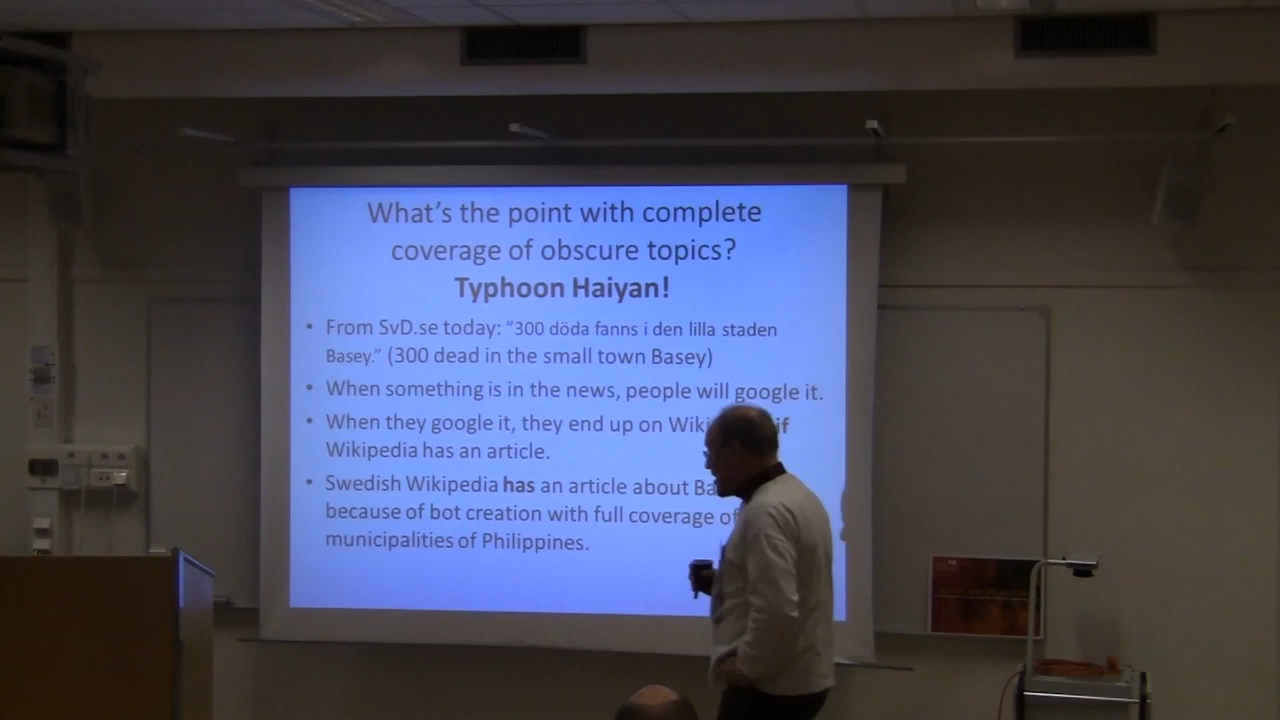 What's the point with complete
coverage of obscure topics?
Typhoon Haiyan!
• From SvD.se today: "300 döda fanns i den lilla staden
Basey." (300 dead in the small town Basey)
• When something is in the news, people will google it.
• When they google it, they end up on Wiki if
Wikipedia has an article.
• Swedish Wikipedia has an article about Ba
because of bot creation with full coverage of
municipalities of Philippines.